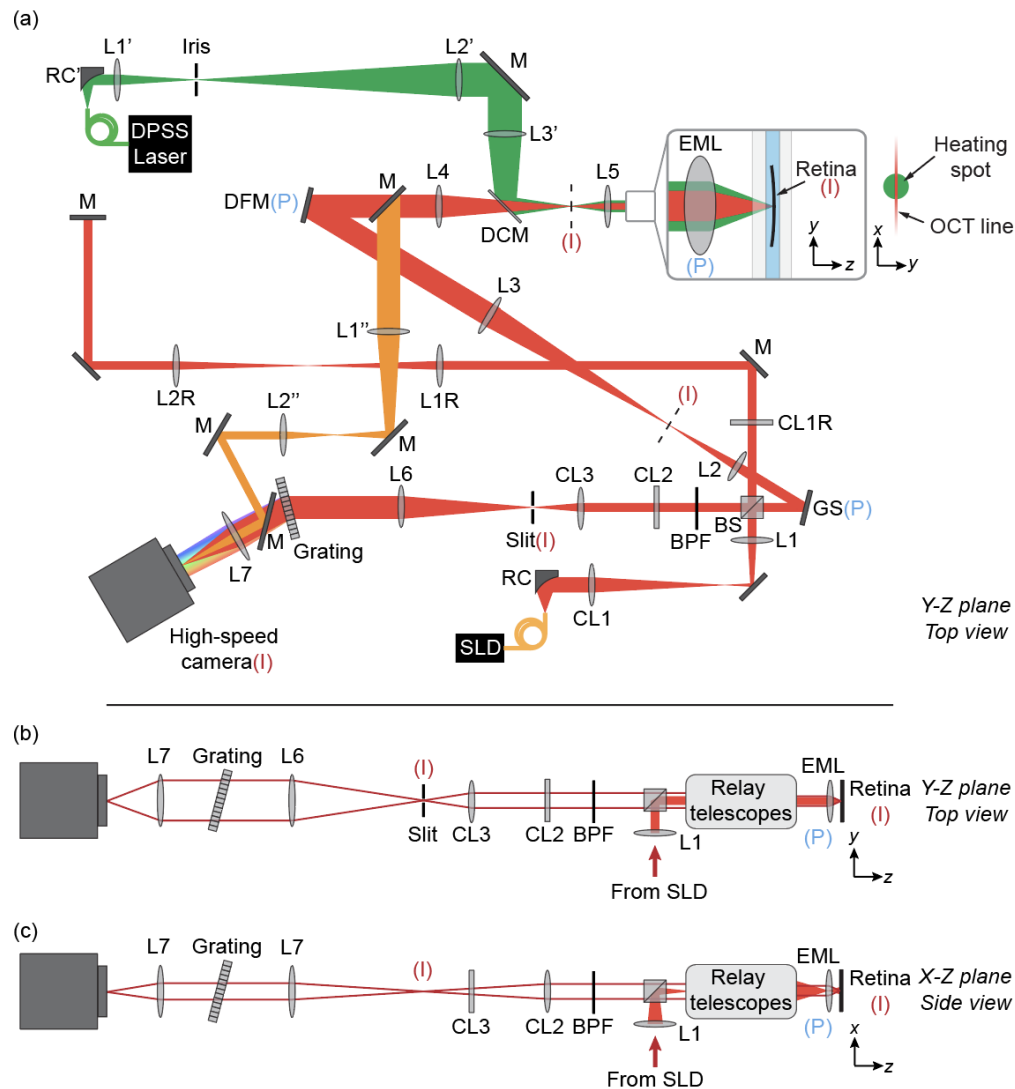 (a)
L1'
Iris
L2'
M
RC'
DPSS
Laser
L3'
EML
Retina
(I)
Heating
spot
OCT line
M
L4
L5
M
DFM(P)
DCM
(I)
(P)
y
z
x
y
L3
L1''
M
L2R
L1R
(I)
CL1R
L2''
M
M
L6
CL3
CL2
L2
GS(P)
Slit(I)
BPF
BS
L1
M
Grating
L7
RC
CL1
SLD
High-speed
camera(I)
Y-Z plane
Top view
(b)
L7
Grating
L6
(I)
Slit
CL3
CL2
BPF
L1
From SLD
Relay
telescopes
EML
(P)
Retina
(I)
Y-Z plane
Top view
y
z
(c)
L7
Grating
L7
(I)
CL3
CL2
BPF
L1
From SLD
Relay
telescopes
EML
(P)
Retina
(I)
X-Z plane
Side view
x
z